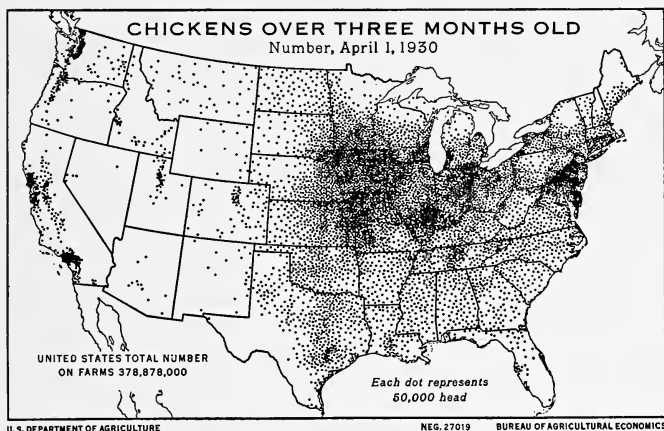 CHICKENS OVER THREE MONTHS OLD
Number, April 1, 1930
UNITED STATES TOTAL NUMBER
ON FARMS 378,878,000
Each dot represents
50,000 head
U.S. DEPARTMENT OF AGRICULTURE
NEG. 27019
BUREAU OF AGRICULTURAL ECONOMICS